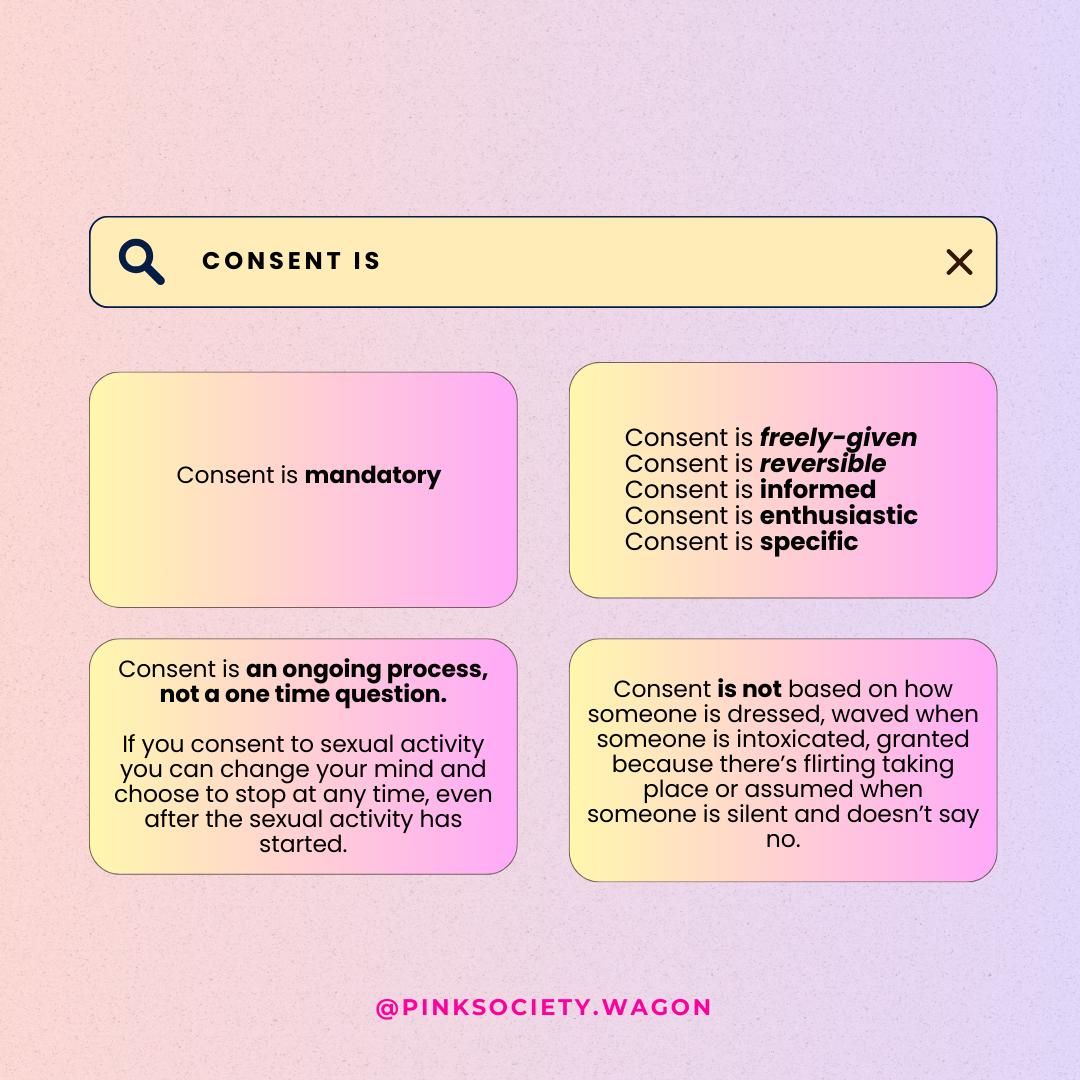 CONSENT IS
Consent is mandatory
Consent is freely-given
Consent is reversible
Consent is informed
Consent is enthusiastic
Consent is specific
Consent is an ongoing process,
not a one time question.
If you consent to sexual activity
you can change your mind and
choose to stop at any time, even
after the sexual activity has
started.
Consent is not based on how
someone is dressed, waved when
someone is intoxicated, granted
because there’s flirting taking
place or assumed when
someone is silent and doesn’t say
no.
@PINKSOCIETY.WAGON